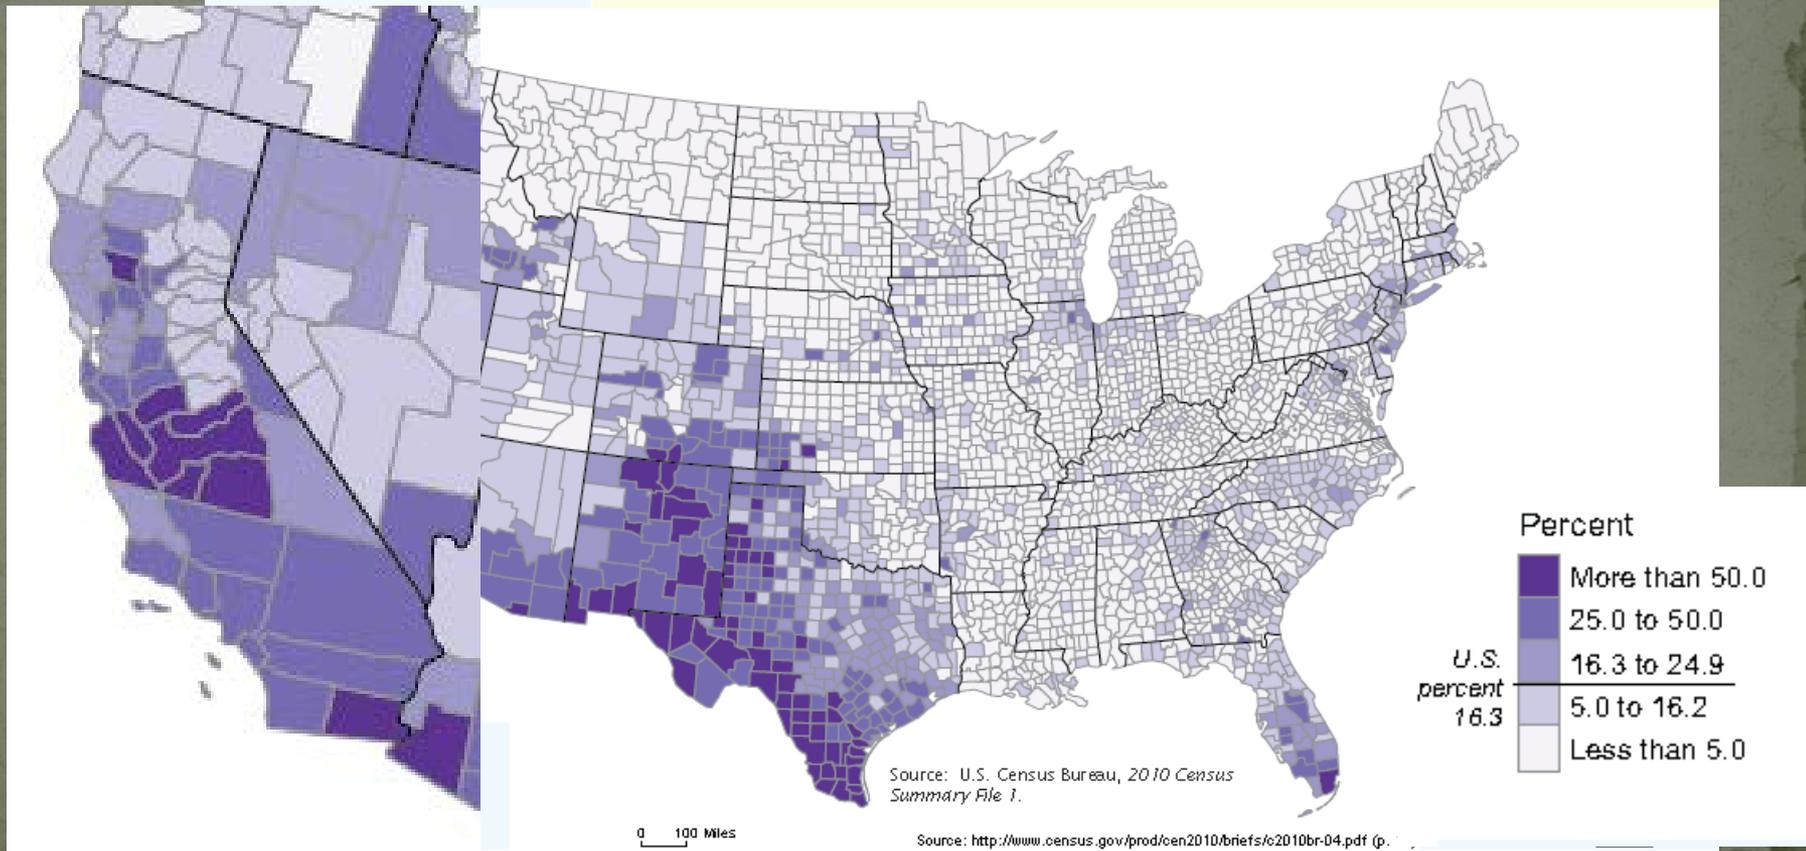 Percent
More than 50.0
25.0 to 50.0
16.3 to 24.9
5.0 to 16.2
Less than 5.0
U.S.
percent
16.3
Source: U.S. Census Bureau, 2010 Census
Summary File 1.
0 100 Miles
Source: http://www.census.gov/prod/cen2010/briefs/c2010br-04.pdf (p.